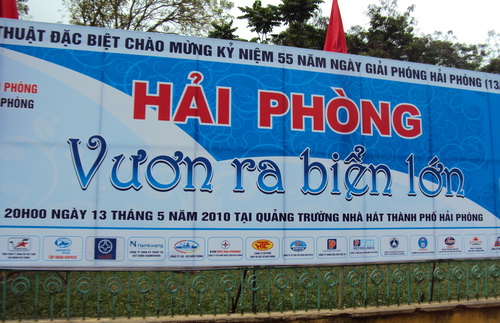 THUẬT ĐẶC BIỆT CHÀO MỪNG KỶ NIỆM 55 NĂM NGÀY GIẢI PHÓNG HẢI PHÒNG (13
PHÒNG
PHÒNG
HẢI PHÒNG
Vươn ra biển lớn
20H00 NGÀY 13 THÁNG 5 NĂM 2010 TẠI QUẢNG TRƯỜNG NHÀ HÁT THÀNH PHỐ HẢI PHÒNG